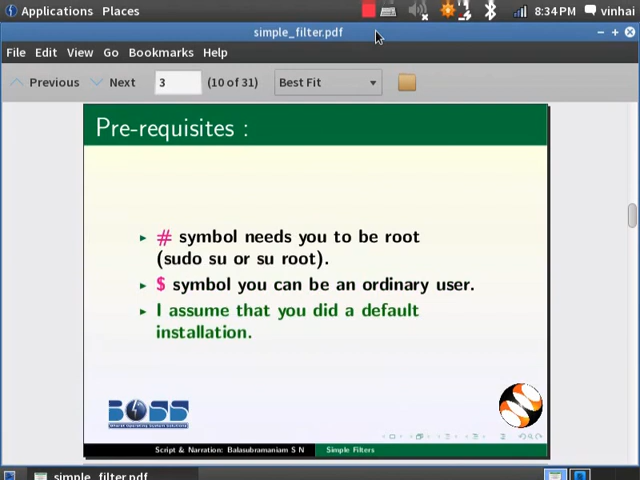 Applications Places
8:34 PM vinhai
simple_filter.pdf
File Edit View Go Bookmarks Help
Previous Next 3 (10 of 31) Best Fit
Pre-requisites :
# symbol needs you to be root
(sudo su or su root).
$ symbol you can be an ordinary user.
I assume that you did a default
installation.
BOSS
Script & Narration: Balasubramaniam S N Simple Filters
simple_filter.pdf